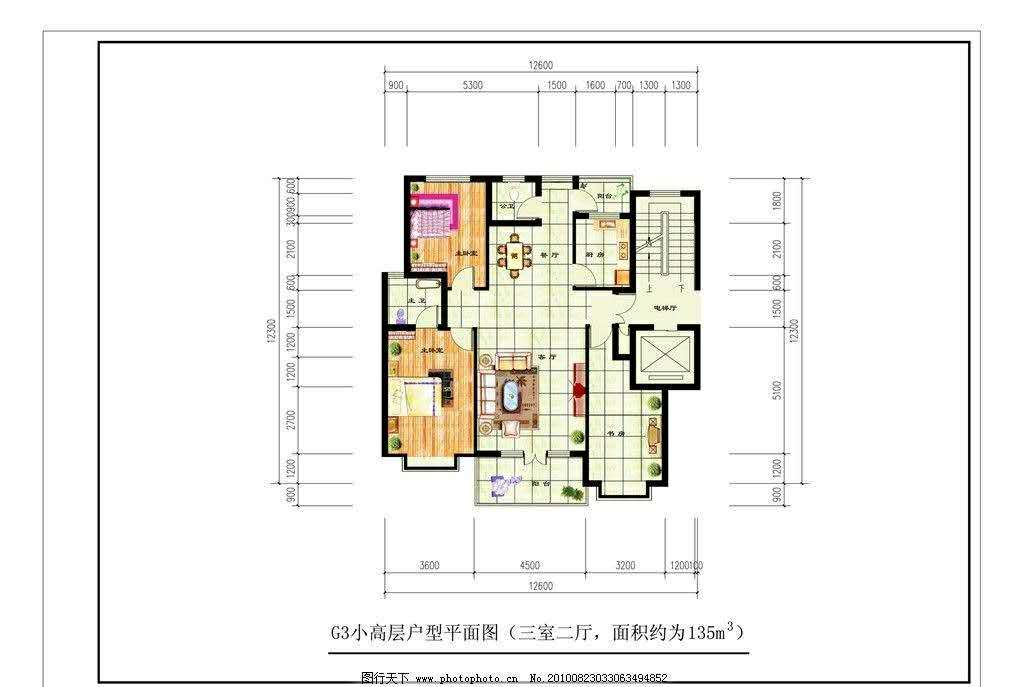 12600
900 5300 1500 1600 700 1300 1300
600
900
300
2100
600
1500
1200
1200
2700
1200
900
12300
1800
2100
600
1500
5100
1200
900
12300
公卫
阳台
主卧室
餐厅
厨房
上 下
主卫
电梯厅
主卧室
客厅
书房
阳台
3600 4500 3200 1200 100
12600
G3小高层户型平面图（三室二厅，面积约为135m³）
图行天下 www.photophoto.cn No.20100823033063494852